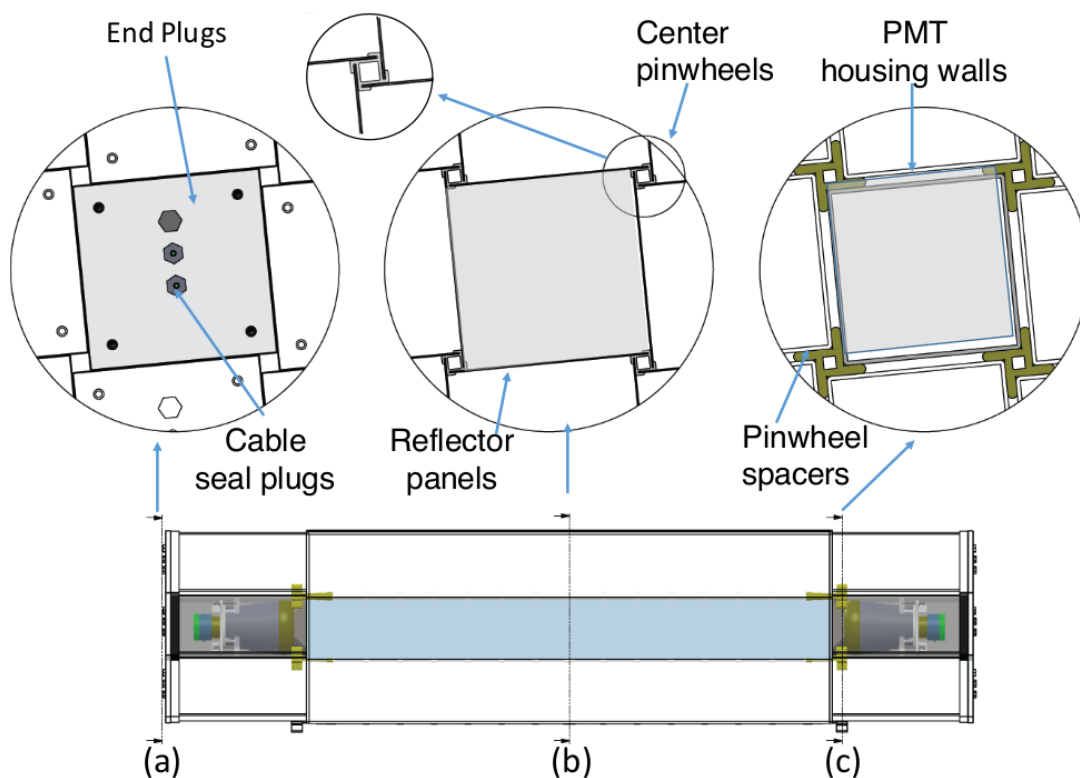 End Plugs
Center
pinwheels
PMT
housing walls
Cable
seal plugs
Reflector
panels
Pinwheel
spacers
(a)
(b)
(c)